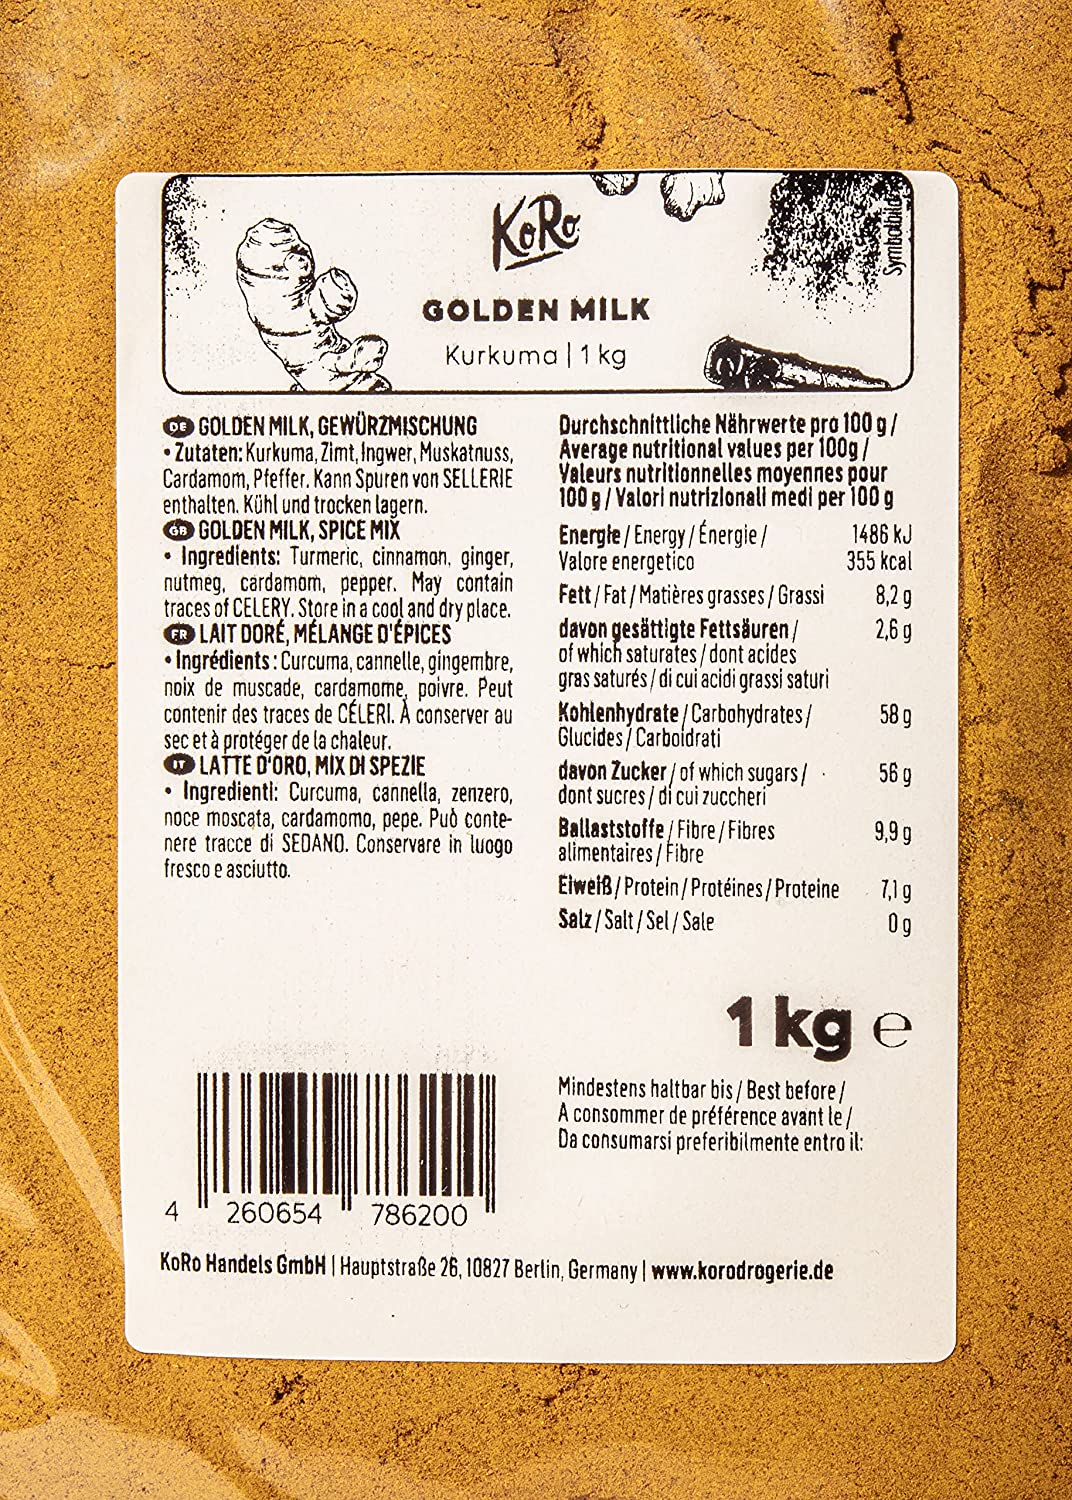 KoRo
Symbolbild
GOLDEN MILK
Kurkuma | 1 kg
DE GOLDEN MILK, GEWÜRZMISCHUNG
• Zutaten: Kurkuma, Zimt, Ingwer, Muskatnuss,
Cardamom, Pfeffer. Kann Spuren von SELLERIE
enthalten. Kühl und trocken lagern.
GB GOLDEN MILK, SPICE MIX
• Ingredients: Turmeric, cinnamon, ginger,
nutmeg, cardamom, pepper. May contain
traces of CELERY. Store in a cool and dry place.
FR LAIT DORÉ, MÉLANGE D'ÉPICES
• Ingrédients : Curcuma, cannelle, gingembre,
noix de muscade, cardamome, poivre. Peut
contenir des traces de CÉLERI. À conserver au
sec et à protéger de la chaleur.
IT LATTE D'ORO, MIX DI SPEZIE
• Ingredienti: Curcuma, cannella, zenzero,
noce moscata, cardamomo, pepe. Può conte-
nere tracce di SEDANO. Conservare in luogo
fresco e asciutto.
Durchschnittliche Nährwerte pro 100 g /
Average nutritional values per 100g /
Valeurs nutritionnelles moyennes pour
100 g / Valori nutrizionali medi per 100 g
Energie / Energy / Énergie / 1486 kJ
Valore energetico 355 kcal
Fett / Fat / Matières grasses / Grassi 8,2 g
davon gesättigte Fettsäuren / 2,6 g
of which saturates / dont acides
gras saturés / di cui acidi grassi saturi
Kohlenhydrate / Carbohydrates / 58 g
Glucides / Carboidrati
davon Zucker / of which sugars / 56 g
dont sucres / di cui zuccheri
Ballaststoffe / Fibre / Fibres 9,9 g
alimentaires / Fibre
Eiweiß / Protein / Protéines / Proteine 7,1 g
Salz / Salt / Sel / Sale 0 g
1 kg e
Mindestens haltbar bis / Best before /
A consommer de préférence avant le /
Da consumarsi preferibilmente entro il:
4 260654 786200
KoRo Handels GmbH | Hauptstraße 26, 10827 Berlin, Germany | www.korodrogerie.de